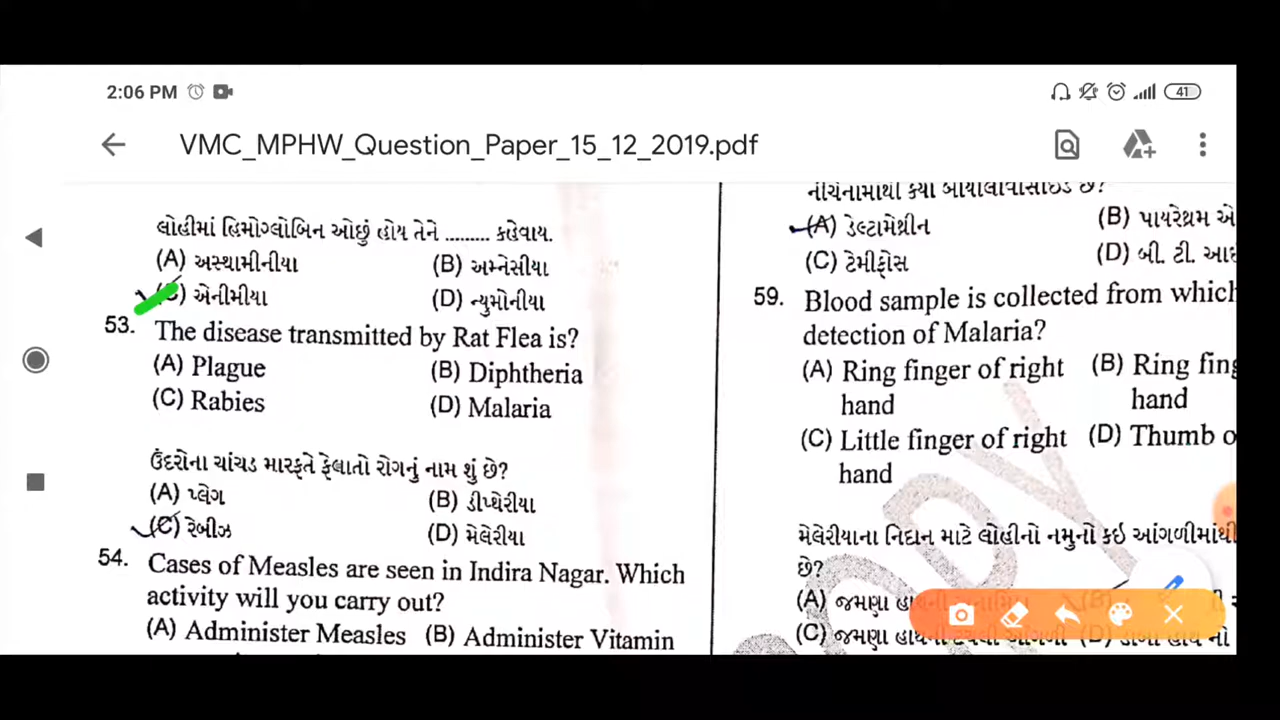 2:06 PM
41
VMC_MPHW_Question_Paper_15_12_2019.pdf
લોહીમાં હિમોગ્લોબિન ઓછું હોય તેને ......... કહેવાય.
(A) અસ્થામીનીયા (B) અમ્નેસીયા
(C) એનીમીયા (D) ન્યુમોનીયા
53. The disease transmitted by Rat Flea is?
(A) Plague (B) Diphtheria
(C) Rabies (D) Malaria
ઉંદરોના ચાંચડ મારફતે ફેલાતો રોગનું નામ શું છે?
(A) પ્લેગ (B) ડીપ્થેરીયા
(C) રેબીઝ (D) મેલેરીયા
54. Cases of Measles are seen in Indira Nagar. Which
activity will you carry out?
(A) Administer Measles (B) Administer Vitamin
નીચેનામાંથી કયા બાયોલાર્વીસાઇડ છે?
(A) ડેલ્ટામેથ્રીન (B) પાયરેથ્રમ એ
(C) ટેમીફોસ (D) બી. ટી. આઇ
59. Blood sample is collected from which
detection of Malaria?
(A) Ring finger of right (B) Ring fing
hand hand
(C) Little finger of right (D) Thumb o
hand
મેલેરીયાના નિદાન માટે લોહીનો નમુનો કઇ આંગળીમાંથી
છે?
(A) જમણા
(C) જમણા (D)